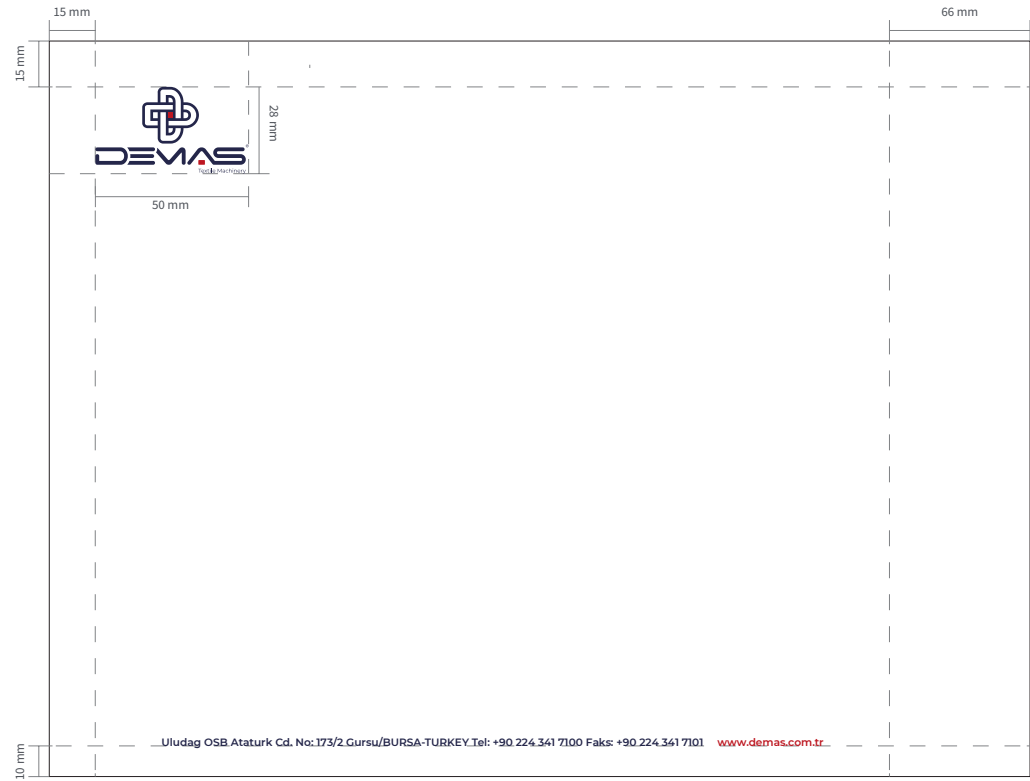 15 mm
66 mm
15 mm
28 mm
DEMAS
Textile Machinery
50 mm
10 mm
Uludag OSB Ataturk Cd. No: 173/2 Gursu/BURSA-TURKEY Tel: +90 224 341 7100 Faks: +90 224 341 7101 www.demas.com.tr